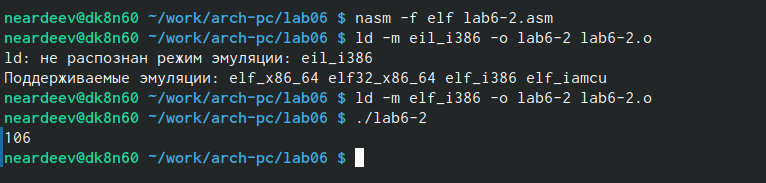 neardeev@dk8n60 ~/work/arch-pc/lab06 $ nasm -f elf lab6-2.asm
neardeev@dk8n60 ~/work/arch-pc/lab06 $ ld -m eil_i386 -o lab6-2 lab6-2.o
ld: не распознан режим эмуляции: eil_i386
Поддерживаемые эмуляции: elf_x86_64 elf32_x86_64 elf_i386 elf_iamcu
neardeev@dk8n60 ~/work/arch-pc/lab06 $ ld -m elf_i386 -o lab6-2 lab6-2.o
neardeev@dk8n60 ~/work/arch-pc/lab06 $ ./lab6-2
106
neardeev@dk8n60 ~/work/arch-pc/lab06 $